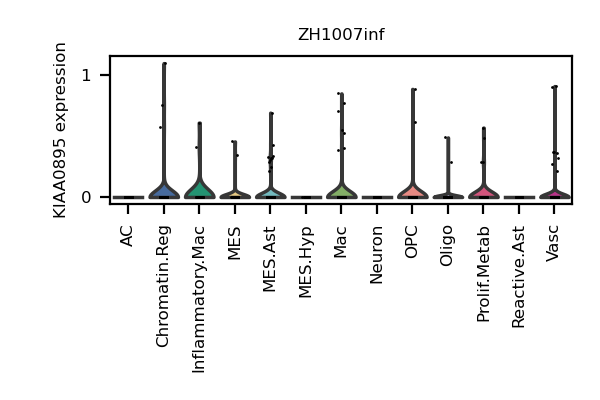 ZH1007inf
KIAA0895 expression
1
0
AC
Chromatin.Reg
Inflammatory.Mac
MES
MES.Ast
MES.Hyp
Mac
Neuron
OPC
Oligo
Prolif.Metab
Reactive.Ast
Vasc